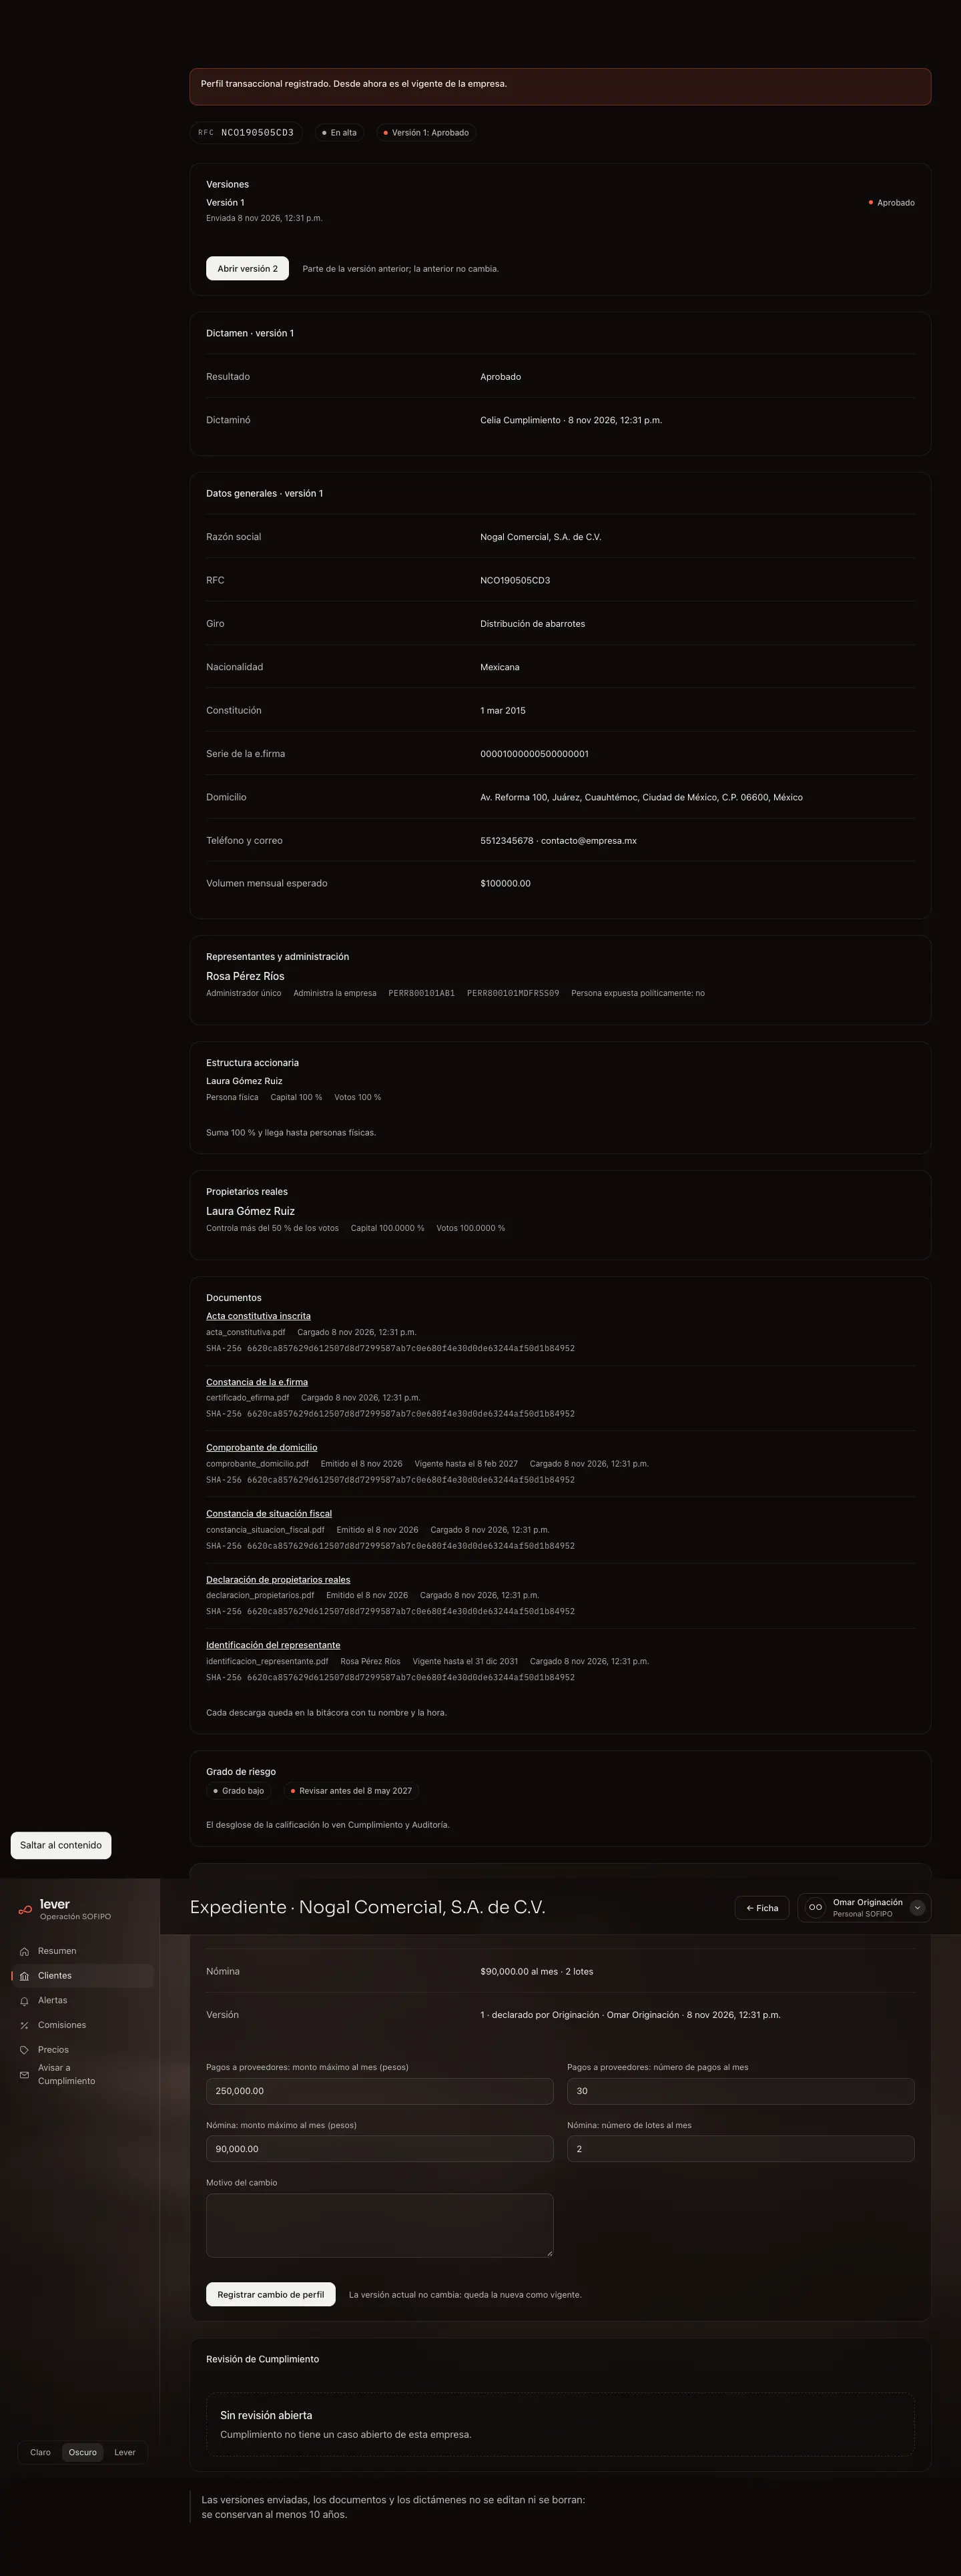 Perfil transaccional registrado. Desde ahora es el vigente de la empresa.
RFC NCO190505CD3
En alta
Versión 1: Aprobado
Versiones
Versión 1
Aprobado
Enviada 8 nov 2026, 12:31 p.m.
Abrir versión 2
Parte de la versión anterior; la anterior no cambia.
Dictamen · versión 1
Resultado
Aprobado
Dictaminó
Celia Cumplimiento · 8 nov 2026, 12:31 p.m.
Datos generales · versión 1
Razón social
Nogal Comercial, S.A. de C.V.
RFC
NCO190505CD3
Giro
Distribución de abarrotes
Nacionalidad
Mexicana
Constitución
1 mar 2015
Serie de la e.firma
00001000000500000001
Domicilio
Av. Reforma 100, Juárez, Cuauhtémoc, Ciudad de México, C.P. 06600, México
Teléfono y correo
5512345678 · contacto@empresa.mx
Volumen mensual esperado
$100000.00
Representantes y administración
Rosa Pérez Ríos
Administrador único Administra la empresa PERR800101AB1 PERR800101MDFRSS09 Persona expuesta políticamente: no
Estructura accionaria
Laura Gómez Ruiz
Persona física Capital 100 % Votos 100 %
Suma 100 % y llega hasta personas físicas.
Propietarios reales
Laura Gómez Ruiz
Controla más del 50 % de los votos Capital 100.0000 % Votos 100.0000 %
Documentos
Acta constitutiva inscrita
acta_constitutiva.pdf Cargado 8 nov 2026, 12:31 p.m.
SHA-256 6620ca857629d612507d8d7299587ab7c0e680f4e30d0de63244af50d1b84952
Constancia de la e.firma
certificado_efirma.pdf Cargado 8 nov 2026, 12:31 p.m.
SHA-256 6620ca857629d612507d8d7299587ab7c0e680f4e30d0de63244af50d1b84952
Comprobante de domicilio
comprobante_domicilio.pdf Emitido el 8 nov 2026 Vigente hasta el 8 feb 2027 Cargado 8 nov 2026, 12:31 p.m.
SHA-256 6620ca857629d612507d8d7299587ab7c0e680f4e30d0de63244af50d1b84952
Constancia de situación fiscal
constancia_situacion_fiscal.pdf Emitido el 8 nov 2026 Cargado 8 nov 2026, 12:31 p.m.
SHA-256 6620ca857629d612507d8d7299587ab7c0e680f4e30d0de63244af50d1b84952
Declaración de propietarios reales
declaracion_propietarios.pdf Emitido el 8 nov 2026 Cargado 8 nov 2026, 12:31 p.m.
SHA-256 6620ca857629d612507d8d7299587ab7c0e680f4e30d0de63244af50d1b84952
Identificación del representante
identificacion_representante.pdf Rosa Pérez Ríos Vigente hasta el 31 dic 2031 Cargado 8 nov 2026, 12:31 p.m.
SHA-256 6620ca857629d612507d8d7299587ab7c0e680f4e30d0de63244af50d1b84952
Cada descarga queda en la bitácora con tu nombre y la hora.
Grado de riesgo
Grado bajo
Revisar antes del 8 may 2027
El desglose de la calificación lo ven Cumplimiento y Auditoría.
Saltar al contenido
lever
Operación SOFIPO
Resumen
Clientes
Alertas
Comisiones
Precios
Avisar a
Cumplimiento
Claro
Oscuro
Lever
Expediente · Nogal Comercial, S.A. de C.V.
← Ficha
OO
Omar Originación
Personal SOFIPO
Nómina
$90,000.00 al mes · 2 lotes
Versión
1 · declarado por Originación · Omar Originación · 8 nov 2026, 12:31 p.m.
Pagos a proveedores: monto máximo al mes (pesos)
250,000.00
Pagos a proveedores: número de pagos al mes
30
Nómina: monto máximo al mes (pesos)
90,000.00
Nómina: número de lotes al mes
2
Motivo del cambio
Registrar cambio de perfil
La versión actual no cambia: queda la nueva como vigente.
Revisión de Cumplimiento
Sin revisión abierta
Cumplimiento no tiene un caso abierto de esta empresa.
Las versiones enviadas, los documentos y los dictámenes no se editan ni se borran:
se conservan al menos 10 años.